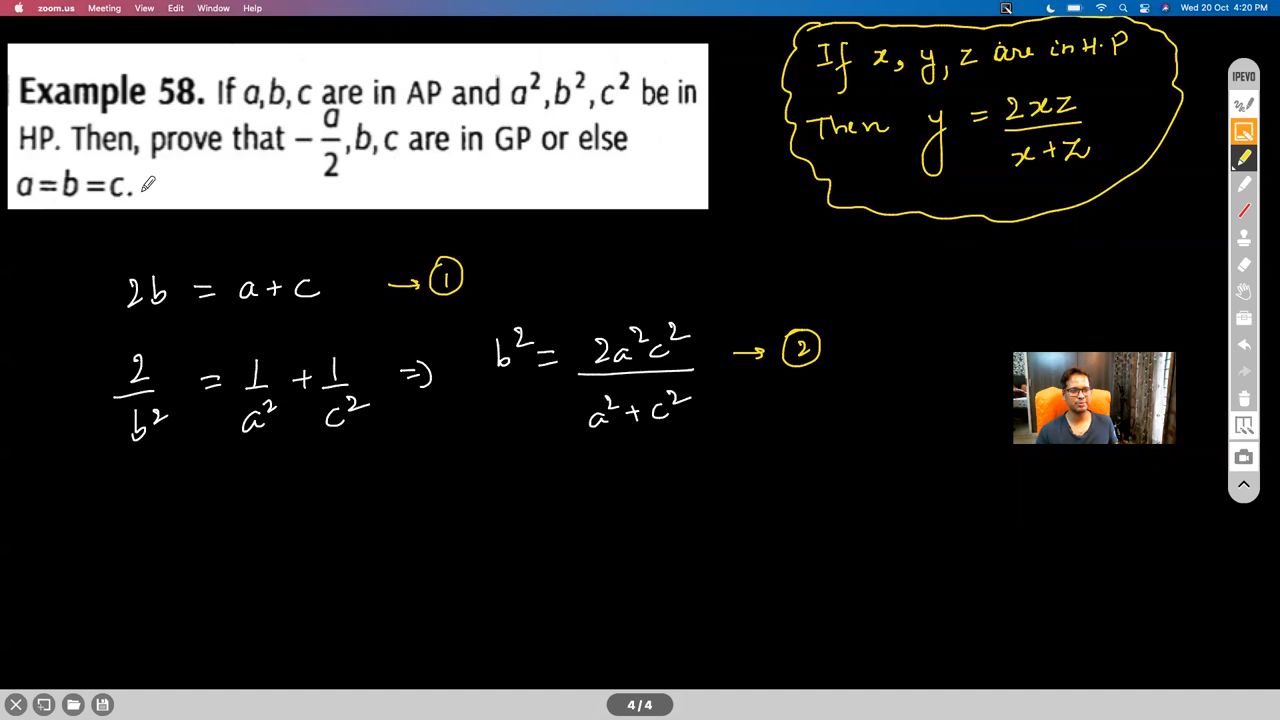 zoom.us Meeting View Edit Window Help Wed 20 Oct 4:20 PM
Example 58. If a,b,c are in AP and a², b², c² be in
HP. Then, prove that −a/2, b, c are in GP or else
a = b = c.
If x, y, z are in H.P
Then y = 2xz/(x+z)
IPEVO
2b = a + c → ①
2/b² = 1/a² + 1/c² ⇒ b² = 2a²c²/(a² + c²) → ②
4/4